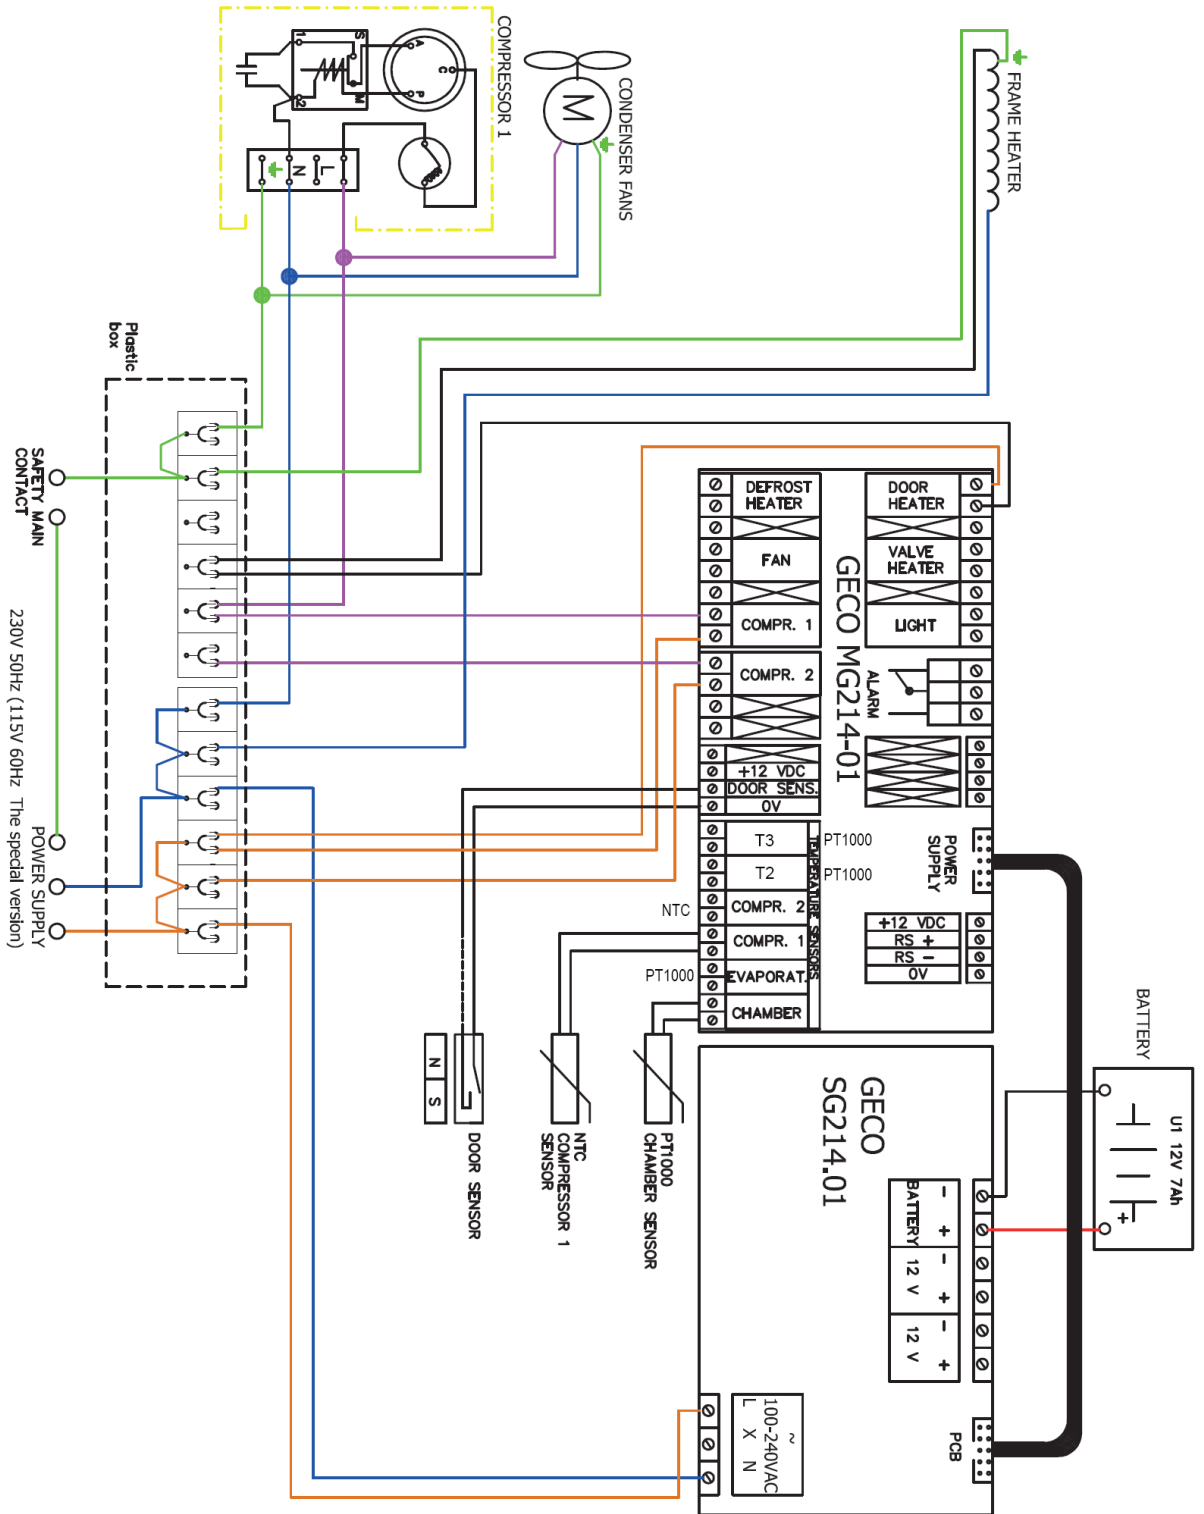 COMPRESSOR 1
S
1
2
M
A
C
P
N
L
CONDENSER FANS
M
FRAME HEATER
Plastic
box
SAFETY MAIN
CONTACT
230V 50Hz (115V 60Hz The special version)
POWER SUPPLY
GECO MG214-01
DEFROST
HEATER
FAN
COMPR. 1
COMPR. 2
+12 VDC
DOOR SENS.
0V
T3
T2
COMPR. 2
COMPR. 1
EVAPORAT.
CHAMBER
TEMPERATURE SENSORS
PT1000
PT1000
NTC
PT1000
DOOR
HEATER
VALVE
HEATER
LIGHT
ALARM
POWER
SUPPLY
+12 VDC
RS +
RS -
0V
BATTERY
U1 12V 7Ah
+
GECO
SG214.01
BATTERY
- +
12 V
- +
12 V
- +
PCB
~
100-240VAC
L X N
N S
DOOR SENSOR
NTC
COMPRESSOR 1
SENSOR
PT1000
CHAMBER SENSOR